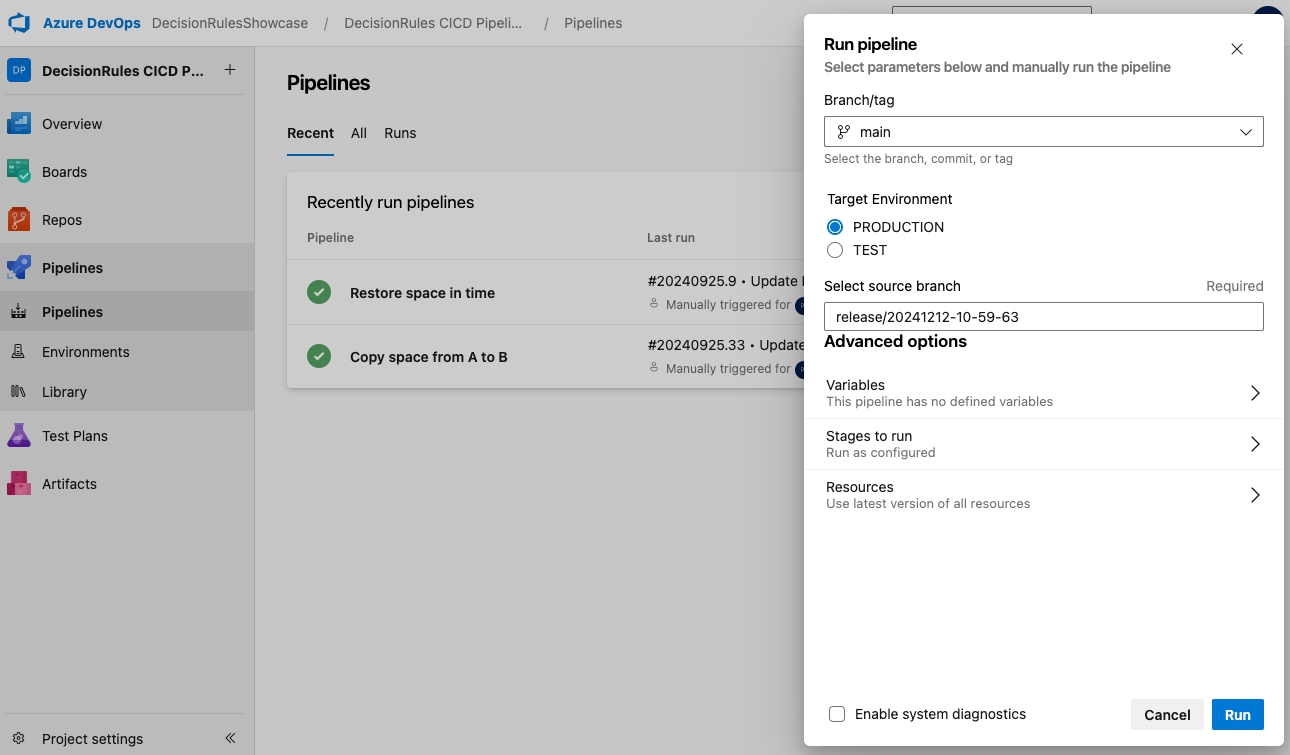 Azure DevOps DecisionRulesShowcase / DecisionRules CICD Pipeli... / Pipelines
DP DecisionRules CICD P...
Overview
Boards
Repos
Pipelines
Pipelines
Environments
Library
Test Plans
Artifacts
Project settings
Pipelines
Recent All Runs
Recently run pipelines
Pipeline Last run
Restore space in time
#20240925.9 • Update
Manually triggered for
Copy space from A to B
#20240925.33 • Update
Manually triggered for
Run pipeline
Select parameters below and manually run the pipeline
Branch/tag
main
Select the branch, commit, or tag
Target Environment
PRODUCTION
TEST
Select source branch Required
release/20241212-10-59-63
Advanced options
Variables
This pipeline has no defined variables
Stages to run
Run as configured
Resources
Use latest version of all resources
Enable system diagnostics Cancel Run